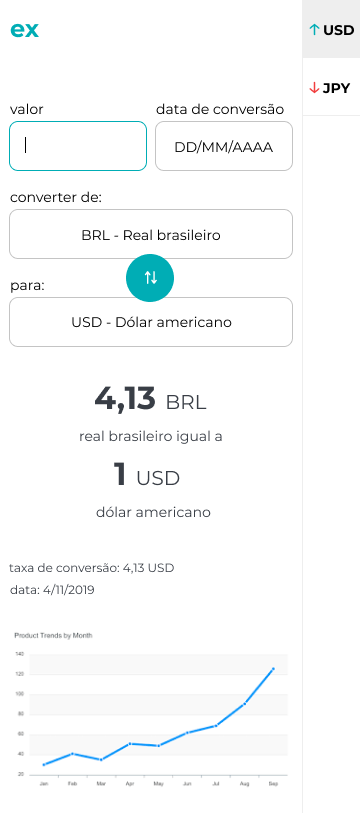 ex
USD
JPY
valor
data de conversão
DD/MM/AAAA
converter de:
BRL - Real brasileiro
para:
USD - Dólar americano
4,13 BRL
real brasileiro igual a
1 USD
dólar americano
taxa de conversão: 4,13 USD
data: 4/11/2019
Product Trends by Month
140
120
100
80
60
40
20
Jan Feb Mar Apr May Jun Jul Aug Sep